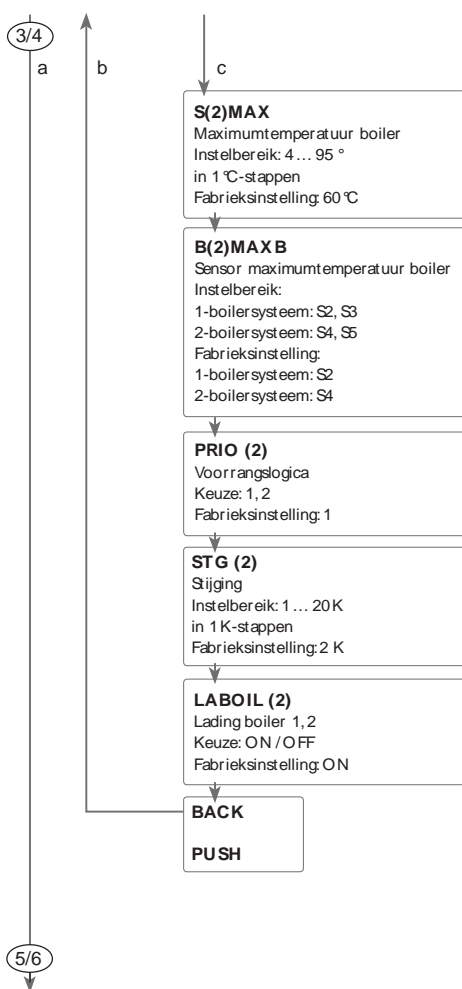 3/4
a
b
c
S(2)MAX
Maximumtemperatuur boiler
Instelbereik: 4 ... 95 °
in 1 °C-stappen
Fabrieksinstelling: 60 °C
B(2)MAXB
Sensor maximumtemperatuur boiler
Instelbereik:
1-boilersysteem: S2, S3
2-boilersysteem: S4, S5
Fabrieksinstelling:
1-boilersysteem: S2
2-boilersysteem: S4
PRIO (2)
Voorrangslogica
Keuze: 1, 2
Fabrieksinstelling: 1
STG (2)
Stijging
Instelbereik: 1 ... 20 K
in 1 K-stappen
Fabrieksinstelling: 2 K
LABOIL (2)
Lading boiler 1, 2
Keuze: ON / OFF
Fabrieksinstelling: ON
BACK
PUSH
5/6